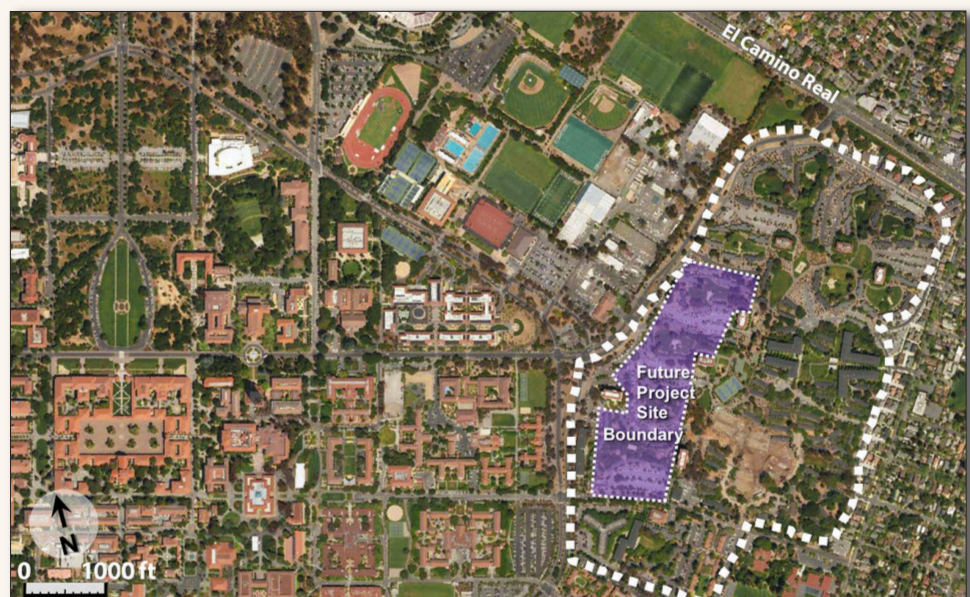 El Camino Real
Future
Project
Site
Boundary
N
0 1000 ft